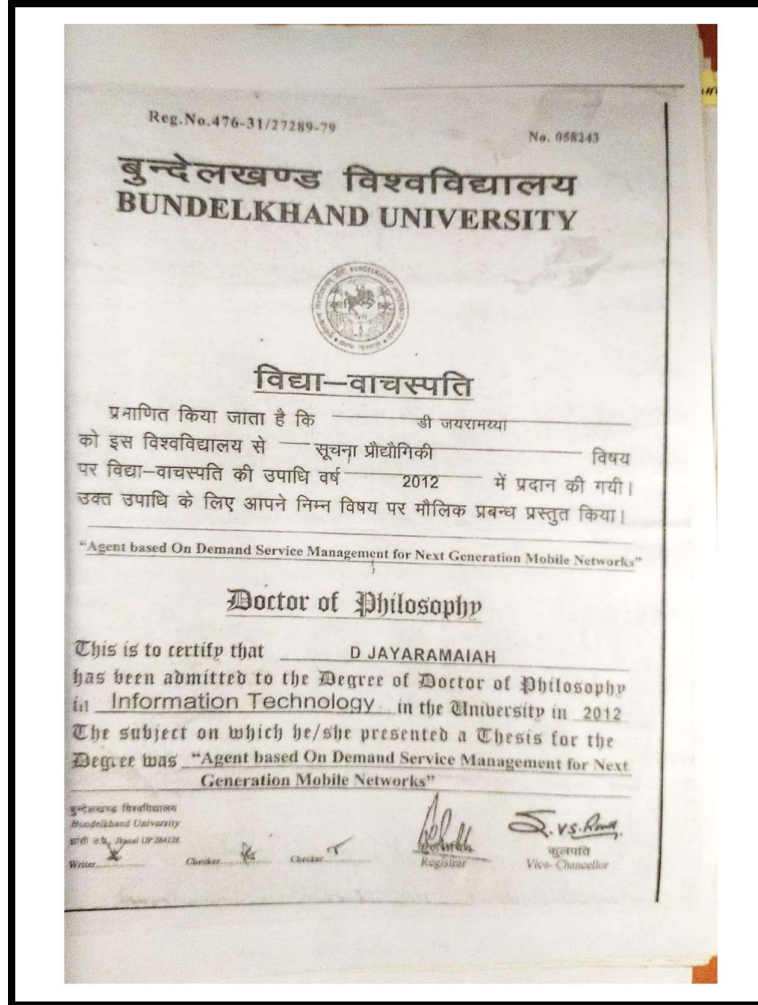 Reg.No.476-31/27289-79
No. 058243
बुन्देलखण्ड विश्वविद्यालय
BUNDELKHAND UNIVERSITY
विद्या—वाचस्पति
प्रमाणित किया जाता है कि डी जयरामय्या
को इस विश्वविद्यालय से सूचना प्रौद्योगिकी विषय
पर विद्या—वाचस्पति की उपाधि वर्ष 2012 में प्रदान की गयी।
उक्त उपाधि के लिए आपने निम्न विषय पर मौलिक प्रबन्ध प्रस्तुत किया।
“Agent based On Demand Service Management for Next Generation Mobile Networks”
Doctor of Philosophy
This is to certify that D JAYARAMAIAH
has been admitted to the Degree of Doctor of Philosophy
in Information Technology in the University in 2012
The subject on which he/she presented a Thesis for the
Degree was “Agent based On Demand Service Management for Next
Generation Mobile Networks”
बुन्देलखण्ड विश्वविद्यालय
Bundelkhand University
झांसी उ.प्र. Jhansi UP 284128
Writer Checker Checker
Registrar
कुलपति
Vice- Chancellor